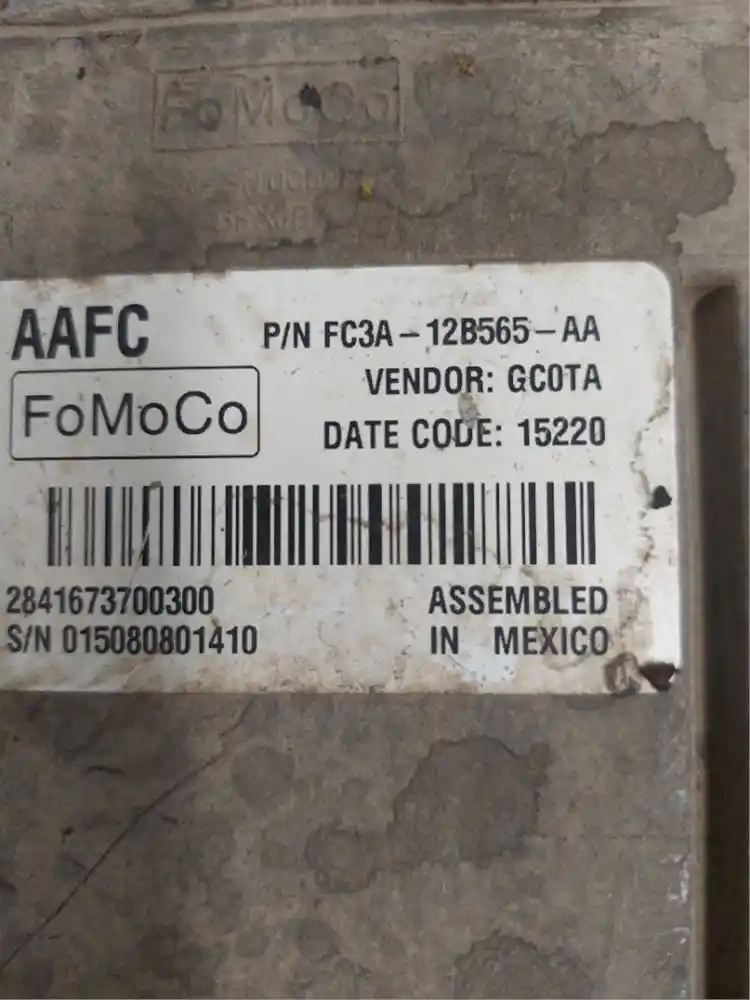 FoMoCo
AAFC
P/N FC3A-12B565-AA
FoMoCo
VENDOR: GC0TA
DATE CODE: 15220
2841673700300
ASSEMBLED
S/N 015080801410
IN MEXICO